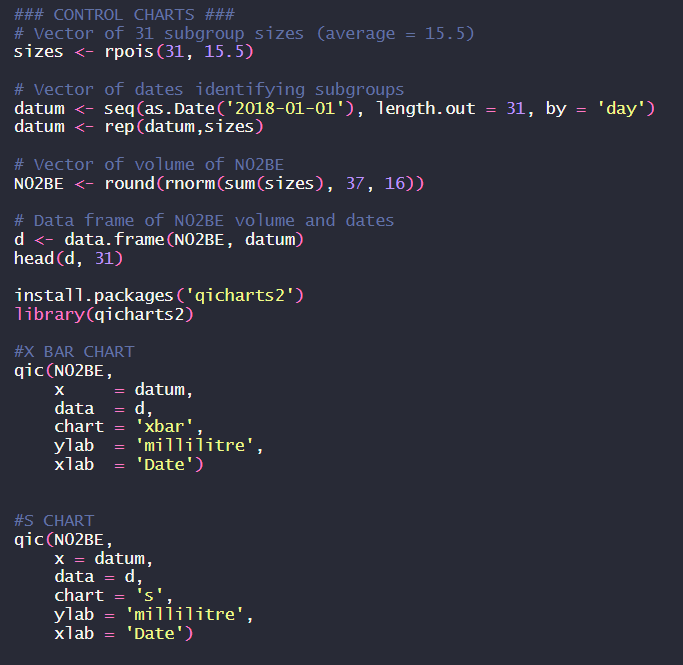 ### CONTROL CHARTS ###
# Vector of 31 subgroup sizes (average = 15.5)
sizes <- rpois(31, 15.5)
# Vector of dates identifying subgroups
datum <- seq(as.Date('2018-01-01'), length.out = 31, by = 'day')
datum <- rep(datum,sizes)
# Vector of volume of NO2BE
NO2BE <- round(rnorm(sum(sizes), 37, 16))
# Data frame of NO2BE volume and dates
d <- data.frame(NO2BE, datum)
head(d, 31)
install.packages('qicharts2')
library(qicharts2)
#X BAR CHART
qic(NO2BE,
x = datum,
data = d,
chart = 'xbar',
ylab = 'millilitre',
xlab = 'Date')
#S CHART
qic(NO2BE,
x = datum,
data = d,
chart = 's',
ylab = 'millilitre',
xlab = 'Date')